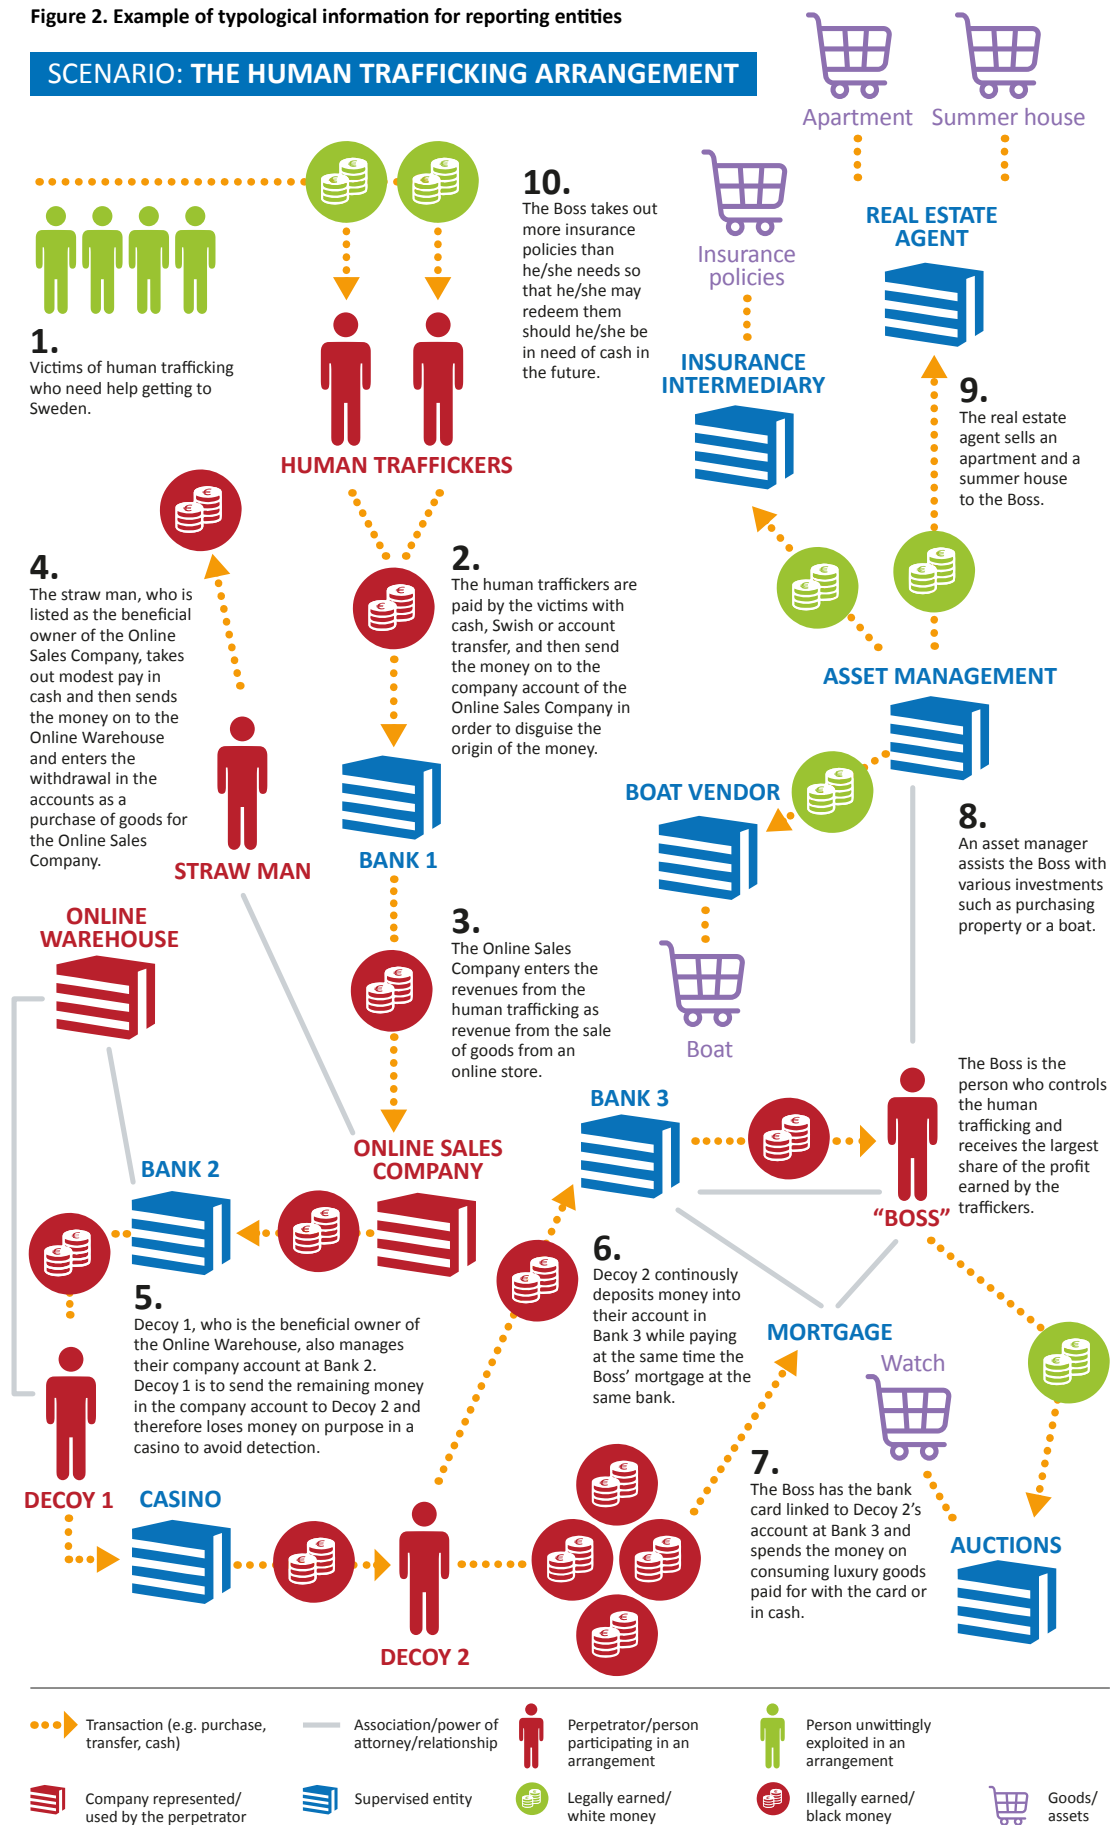 Figure 2. Example of typological information for reporting entities
SCENARIO: THE HUMAN TRAFFICKING ARRANGEMENT
Apartment
Summer house
1.
Victims of human trafficking
who need help getting to
Sweden.
HUMAN TRAFFICKERS
10.
The Boss takes out
more insurance
policies than
he/she needs so
that he/she may
redeem them
should he/she be
in need of cash in
the future.
Insurance
policies
INSURANCE
INTERMEDIARY
REAL ESTATE
AGENT
9.
The real estate
agent sells an
apartment and a
summer house
to the Boss.
4.
The straw man, who is
listed as the beneficial
owner of the Online
Sales Company, takes
out modest pay in
cash and then sends
the money on to the
Online Warehouse
and enters the
withdrawal in the
accounts as a
purchase of goods for
the Online Sales
Company.
STRAW MAN
2.
The human traffickers are
paid by the victims with
cash, Swish or account
transfer, and then send
the money on to the
company account of the
Online Sales Company in
order to disguise the
origin of the money.
BANK 1
ASSET MANAGEMENT
BOAT VENDOR
8.
An asset manager
assists the Boss with
various investments
such as purchasing
property or a boat.
Boat
ONLINE
WAREHOUSE
3.
The Online Sales
Company enters the
revenues from the
human trafficking as
revenue from the sale
of goods from an
online store.
ONLINE SALES
COMPANY
BANK 2
BANK 3
The Boss is the
person who controls
the human
trafficking and
receives the largest
share of the profit
earned by the
traffickers.
“BOSS”
5.
Decoy 1, who is the beneficial owner of
the Online Warehouse, also manages
their company account at Bank 2.
Decoy 1 is to send the remaining money
in the company account to Decoy 2 and
therefore loses money on purpose in a
casino to avoid detection.
6.
Decoy 2 continously
deposits money into
their account in
Bank 3 while paying
at the same time the
Boss’ mortgage at the
same bank.
MORTGAGE
Watch
DECOY 1
CASINO
DECOY 2
7.
The Boss has the bank
card linked to Decoy 2’s
account at Bank 3 and
spends the money on
consuming luxury goods
paid for with the card or
in cash.
AUCTIONS
Transaction (e.g. purchase,
transfer, cash)
Association/power of
attorney/relationship
Perpetrator/person
participating in an
arrangement
Person unwittingly
exploited in an
arrangement
Company represented/
used by the perpetrator
Supervised entity
Legally earned/
white money
Illegally earned/
black money
Goods/
assets